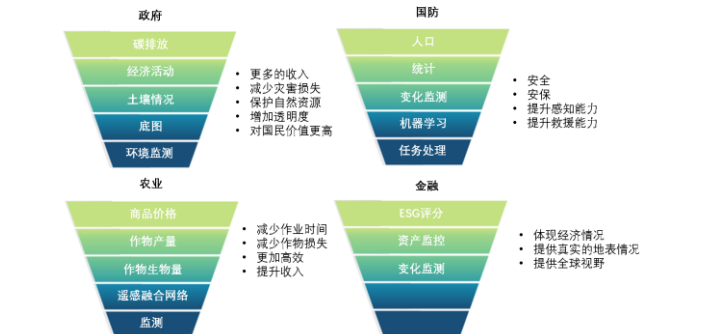 政府
碳排放
经济活动
土壤情况
底图
环境监测
• 更多的收入
• 减少灾害损失
• 保护自然资源
• 增加透明度
• 对国民价值更高
国防
人口
统计
变化监测
机器学习
任务处理
• 安全
• 安保
• 提升感知能力
• 提升救援能力
农业
商品价格
作物产量
作物生物量
遥感融合网络
监测
• 减少作业时间
• 减少作物损失
• 更加高效
• 提升收入
金融
ESG评分
资产监控
变化监测
• 体现经济情况
• 提供真实的地表情况
• 提供全球视野